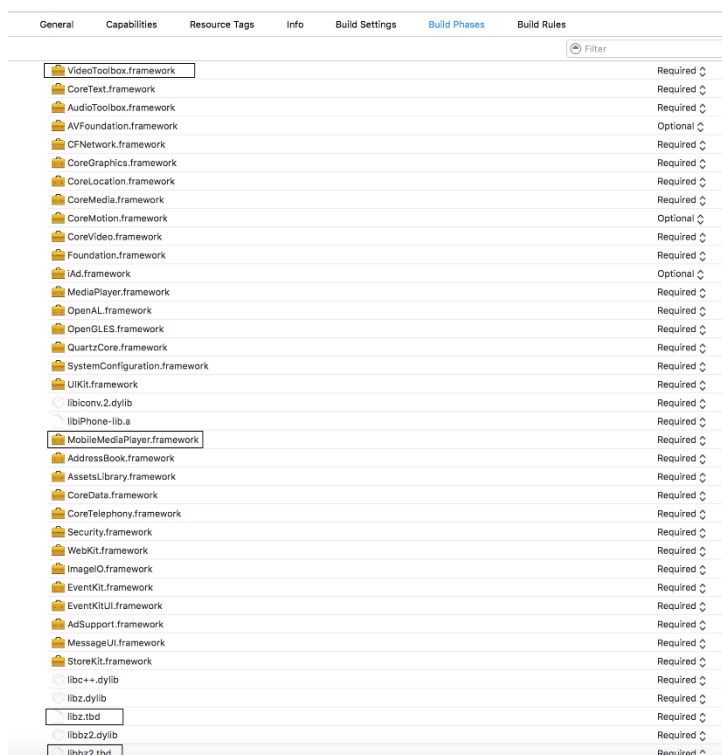 General Capabilities Resource Tags Info Build Settings Build Phases Build Rules
Filter
VideoToolbox.framework Required
CoreText.framework Required
AudioToolbox.framework Required
AVFoundation.framework Optional
CFNetwork.framework Required
CoreGraphics.framework Required
CoreLocation.framework Required
CoreMedia.framework Required
CoreMotion.framework Optional
CoreVideo.framework Required
Foundation.framework Required
iAd.framework Optional
MediaPlayer.framework Required
OpenAL.framework Required
OpenGLES.framework Required
QuartzCore.framework Required
SystemConfiguration.framework Required
UIKit.framework Required
libiconv.2.dylib Required
libiPhone-lib.a Required
MobileMediaPlayer.framework Required
AddressBook.framework Required
AssetsLibrary.framework Required
CoreData.framework Required
CoreTelephony.framework Required
Security.framework Required
WebKit.framework Required
ImageIO.framework Required
EventKit.framework Required
EventKitUI.framework Required
AdSupport.framework Required
MessageUI.framework Required
StoreKit.framework Required
libc++.dylib Required
libz.dylib Required
libz.tbd Required
libbz2.dylib Required
libbz2.tbd Required